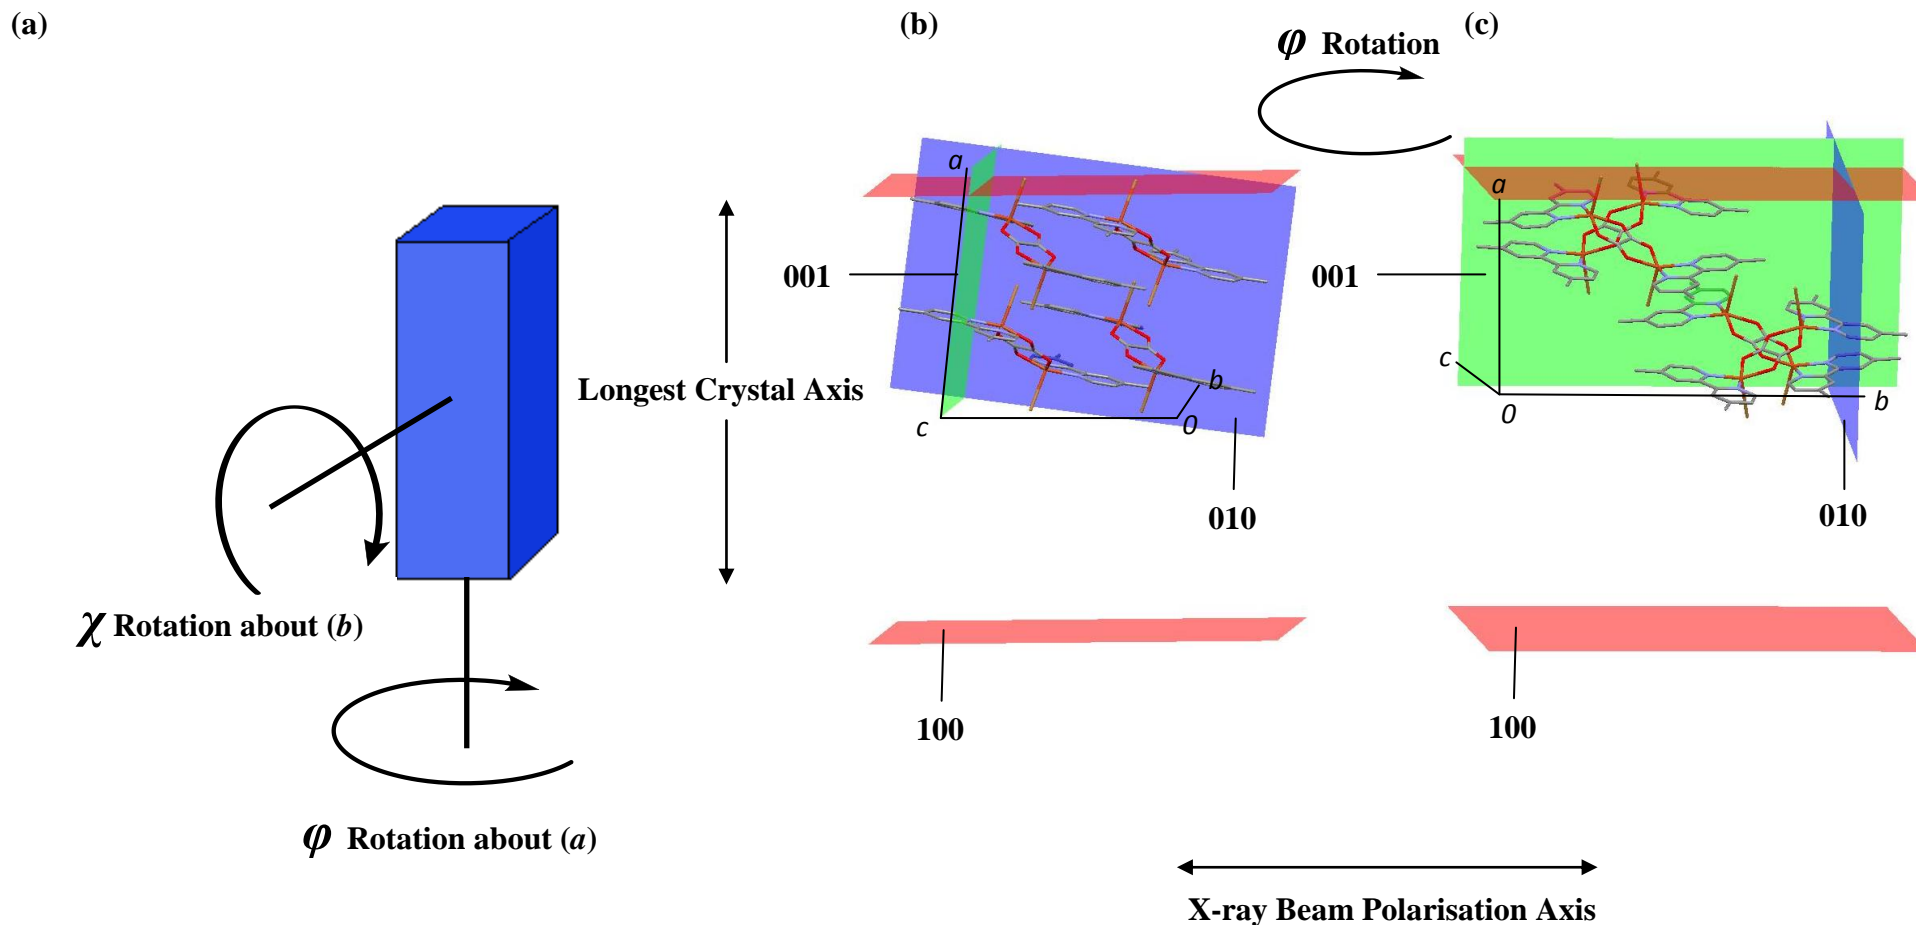 (a)
(b)
(c)
φ Rotation
a
a
001
001
Longest Crystal Axis
b
c
c
0
0
b
010
010
χ Rotation about (b)
100
100
φ Rotation about (a)
X-ray Beam Polarisation Axis